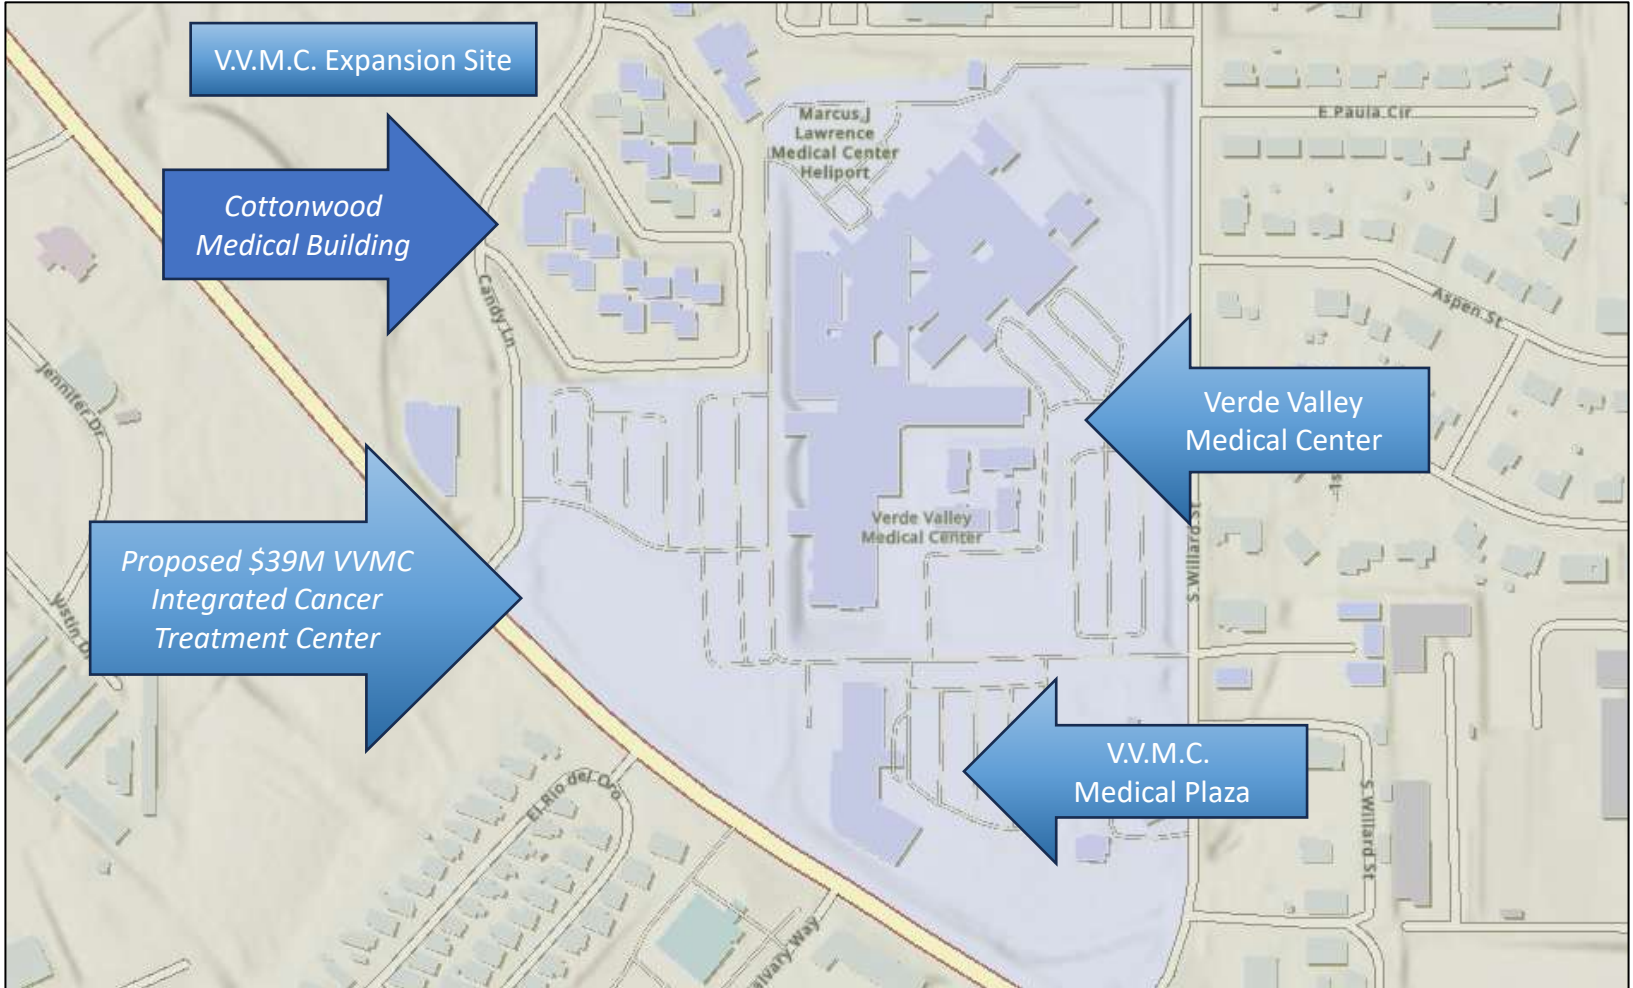 V.V.M.C. Expansion Site
Marcus J
Lawrence
Medical Center
Heliport
E Paula Cir
Cottonwood
Medical Building
Candy Ln
Aspen St
Jennifer Dr
Verde Valley
Medical Center
Verde Valley
Medical Center
S Willard St
Proposed $39M VVMC
Integrated Cancer
Treatment Center
V.V.M.C.
Medical Plaza
El Rio del Oro
S Willard St